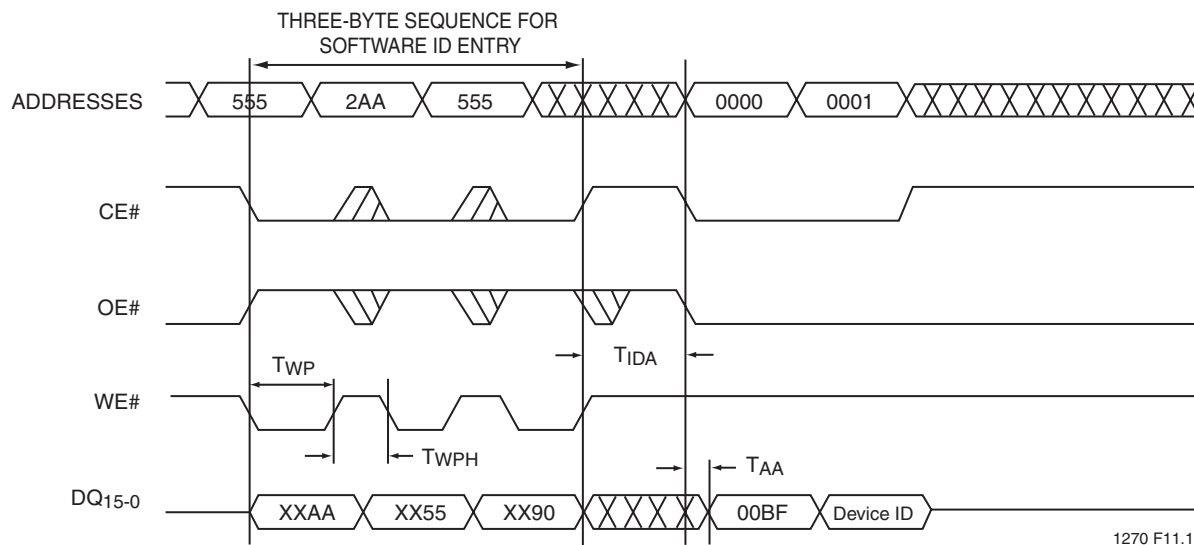 THREE-BYTE SEQUENCE FOR
SOFTWARE ID ENTRY
ADDRESSES 555 2AA 555 0000 0001
CE#
OE#
TIDA
TWP
WE#
TWPH
TAA
DQ15-0 XXAA XX55 XX90 00BF Device ID
1270 F11.1